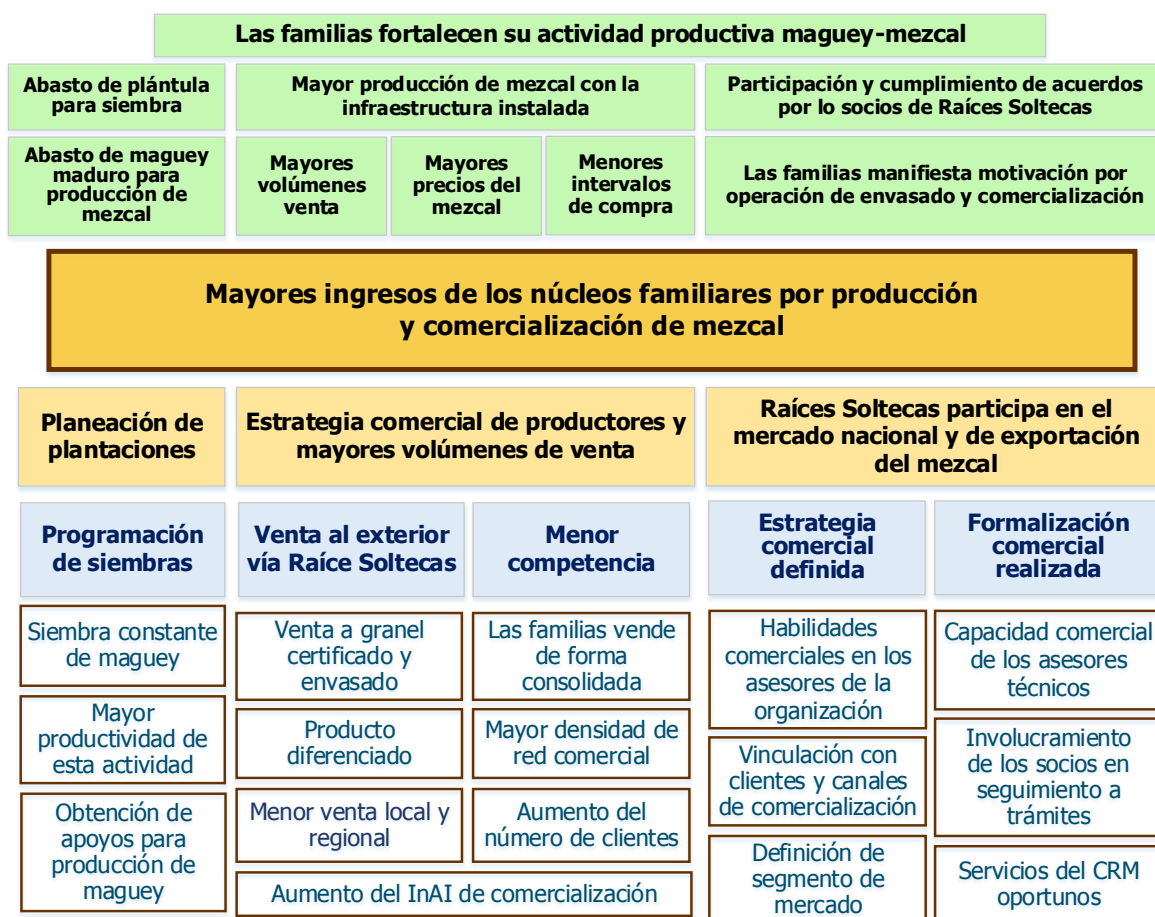 Las familias fortalecen su actividad productiva maguey-mezcal
Abasto de plántula
para siembra
Mayor producción de mezcal con la
infraestructura instalada
Participación y cumplimiento de acuerdos
por lo socios de Raíces Soltecas
Abasto de maguey
maduro para
producción de
mezcal
Mayores
volúmenes
venta
Mayores
precios del
mezcal
Menores
intervalos
de compra
Las familias manifiesta motivación por
operación de envasado y comercialización
Mayores ingresos de los núcleos familiares por producción
y comercialización de mezcal
Planeación de
plantaciones
Estrategia comercial de productores y
mayores volúmenes de venta
Raíces Soltecas participa en el
mercado nacional y de exportación
del mezcal
Programación
de siembras
Venta al exterior
vía Raíce Soltecas
Menor
competencia
Estrategia
comercial
definida
Formalización
comercial
realizada
Siembra constante
de maguey
Mayor
productividad de
esta actividad
Obtención de
apoyos para
producción de
maguey
Venta a granel
certificado y
envasado
Producto
diferenciado
Menor venta local y
regional
Las familias vende
de forma
consolidada
Mayor densidad de
red comercial
Aumento del
número de clientes
Aumento del InAI de comercialización
Habilidades
comerciales en los
asesores de la
organización
Vinculación con
clientes y canales
de comercialización
Definición de
segmento de
mercado
Capacidad comercial
de los asesores
técnicos
Involucramiento
de los socios en
seguimiento a
trámites
Servicios del CRM
oportunos